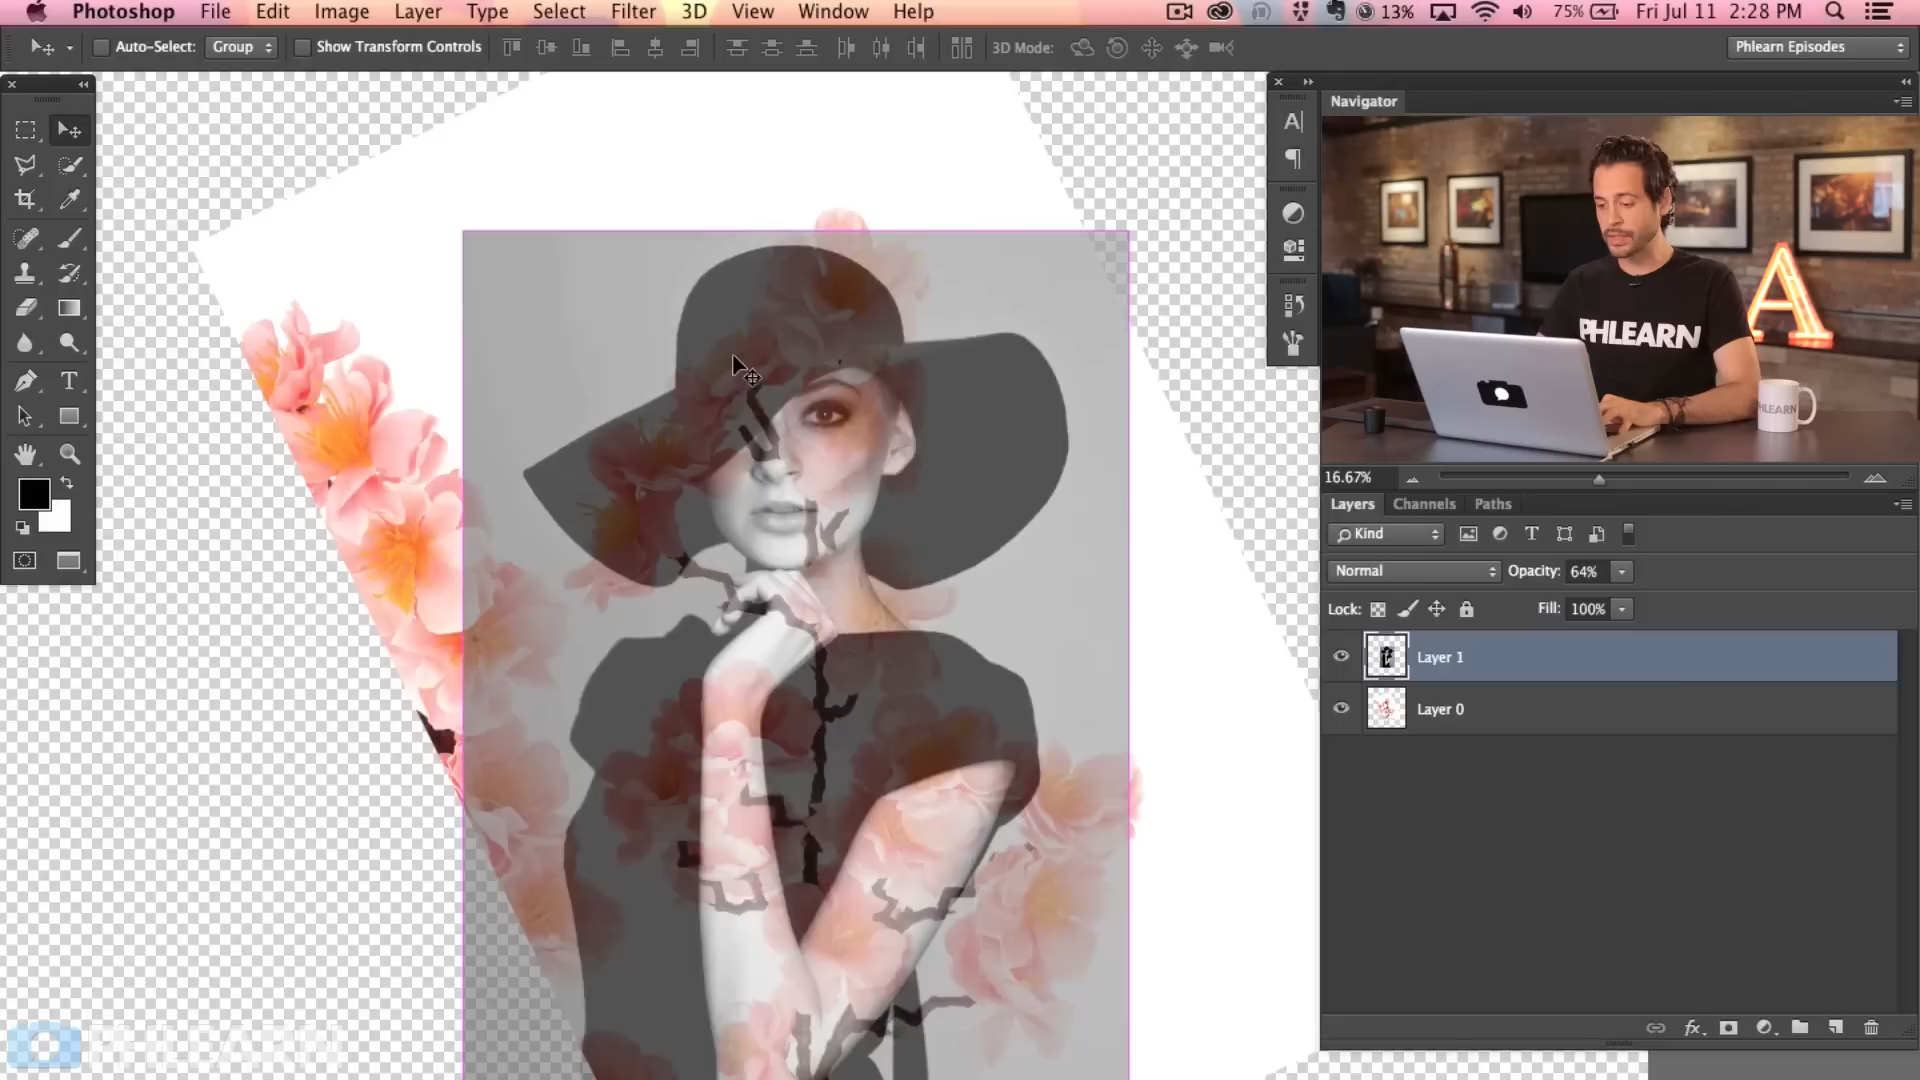 Photoshop File Edit Image Layer Type Select Filter 3D View Window Help 13% 75% Fri Jul 11 2:28 PM
Auto-Select: Group Show Transform Controls 3D Mode: Phlearn Episodes
Navigator
A
PHLEARN
PHLEARN
16.67%
Layers Channels Paths
Kind
Normal Opacity: 64%
Lock: Fill: 100%
Layer 1
Layer 0
PHLEARN